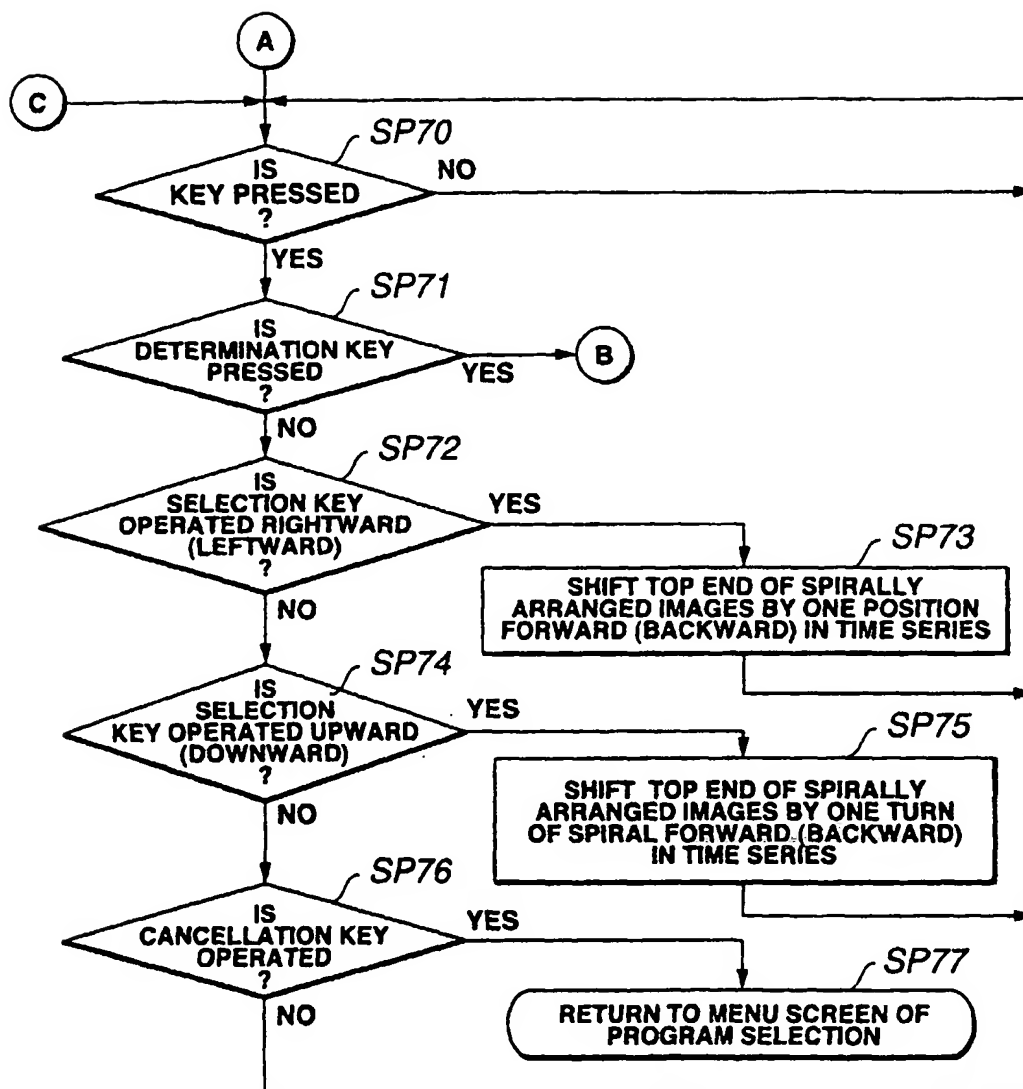 A
C
SP70
IS
KEY PRESSED
?
NO
YES
SP71
IS
DETERMINATION KEY
PRESSED
?
YES
B
NO
SP72
IS
SELECTION KEY
OPERATED RIGHTWARD
(LEFTWARD)
?
YES
SP73
SHIFT TOP END OF SPIRALLY
ARRANGED IMAGES BY ONE POSITION
FORWARD (BACKWARD) IN TIME SERIES
NO
SP74
IS
SELECTION
KEY OPERATED UPWARD
(DOWNWARD)
?
YES
SP75
SHIFT TOP END OF SPIRALLY
ARRANGED IMAGES BY ONE TURN
OF SPIRAL FORWARD (BACKWARD)
IN TIME SERIES
NO
SP76
IS
CANCELLATION KEY
OPERATED
?
YES
SP77
RETURN TO MENU SCREEN OF
PROGRAM SELECTION
NO